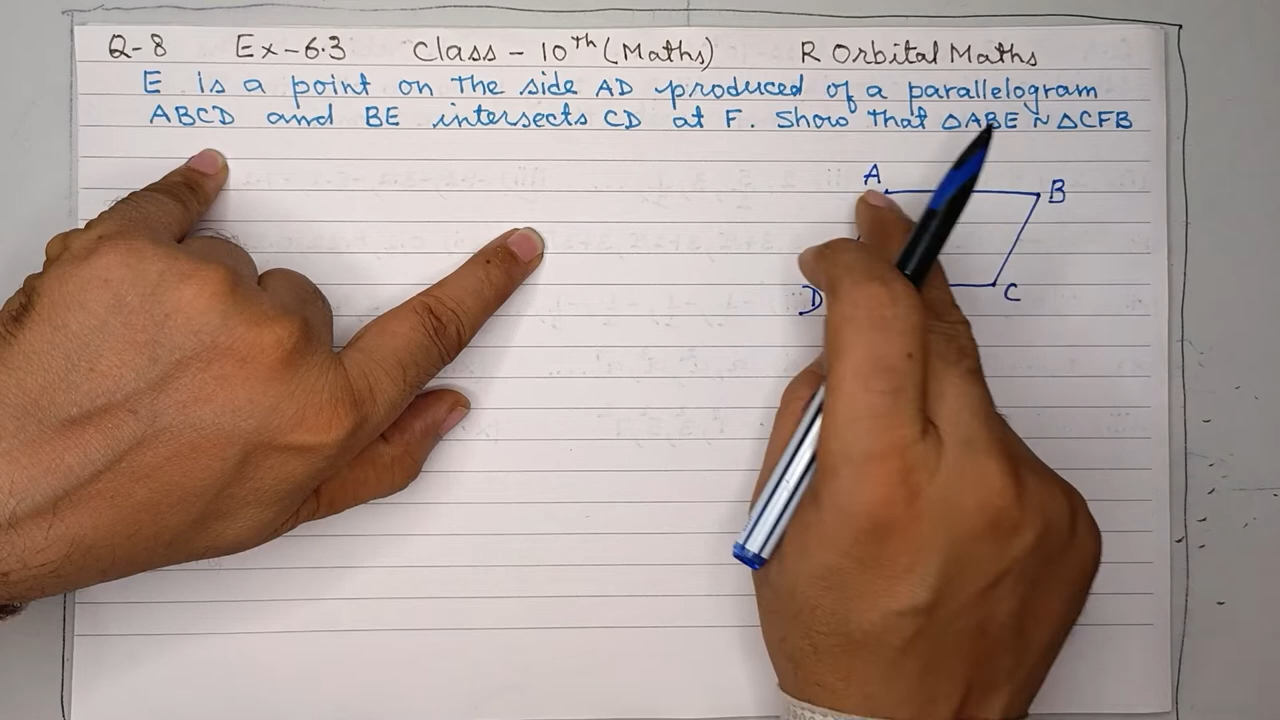 Q-8 Ex-6.3 Class - 10th (Maths) R Orbital Maths
E is a point on the side AD produced of a parallelogram
ABCD and BE intersects CD at F. Show that △ABE ~ △CFB
A
B
D
C